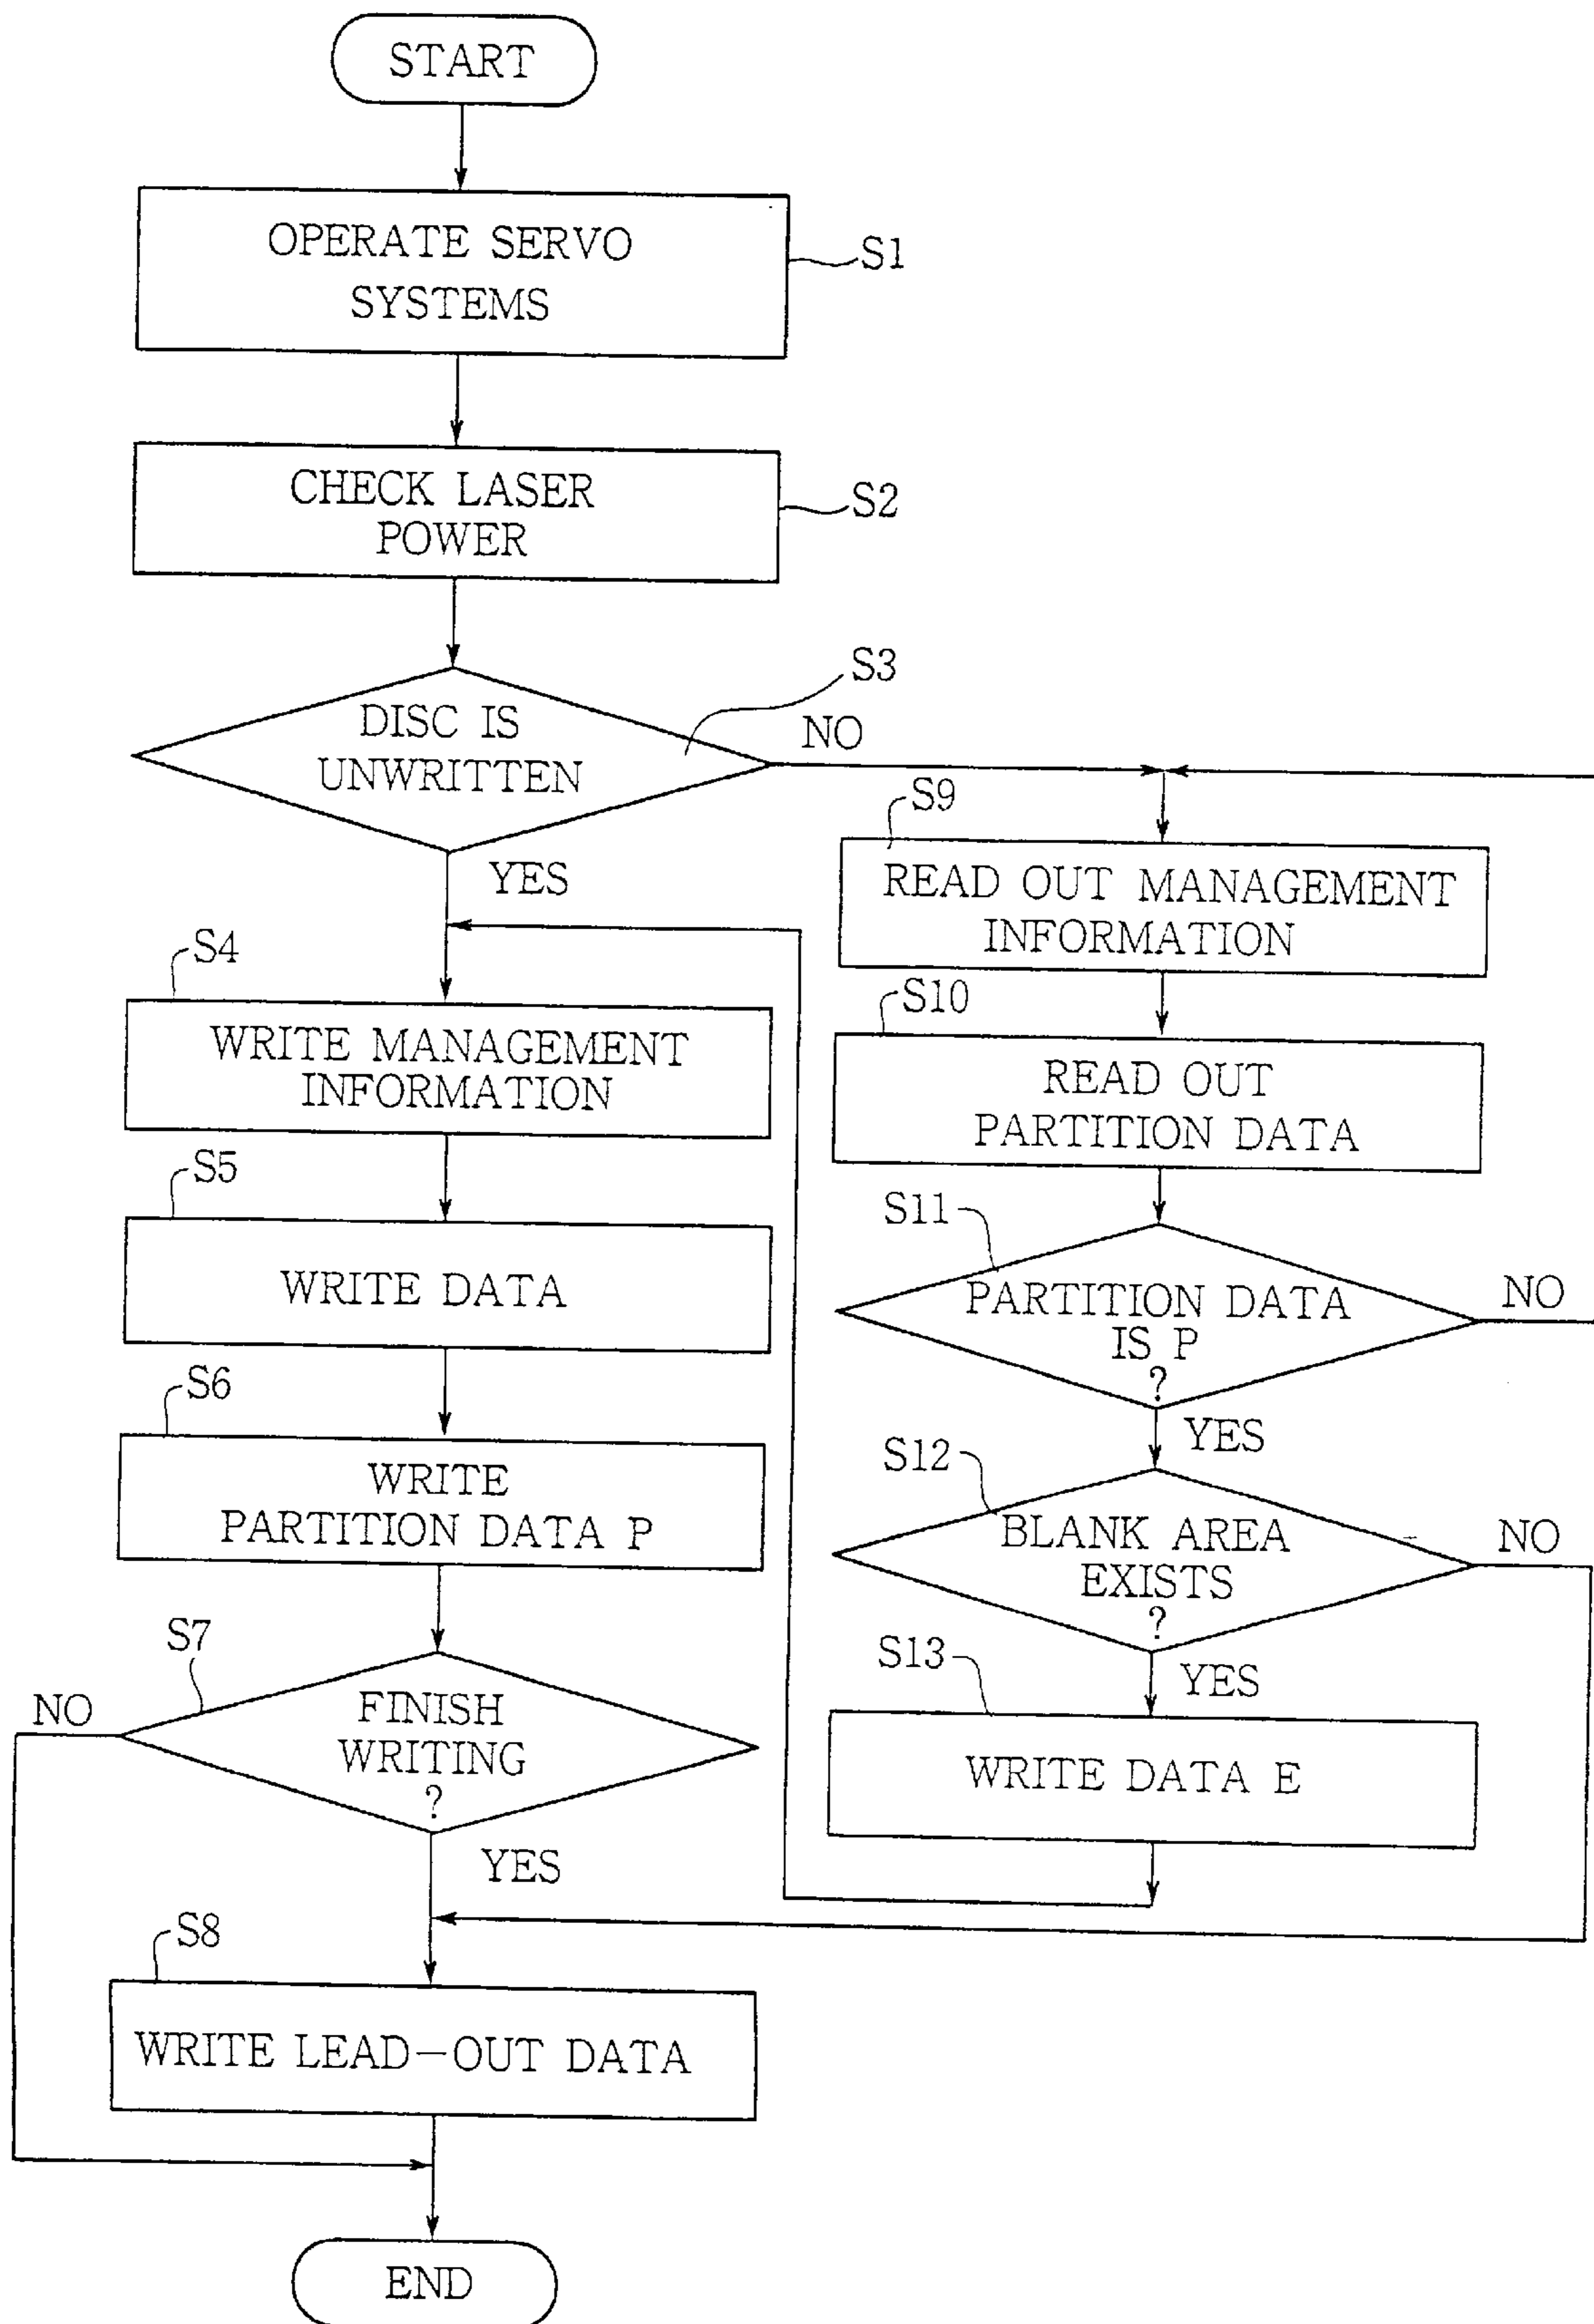 START
OPERATE SERVO
SYSTEMS
S1
CHECK LASER
POWER
S2
S3
DISC IS
UNWRITTEN
NO
YES
S4
WRITE MANAGEMENT
INFORMATION
S5
WRITE DATA
S6
WRITE
PARTITION DATA P
S7
NO
FINISH
WRITING
?
YES
S8
WRITE LEAD-OUT DATA
END
S9
READ OUT MANAGEMENT
INFORMATION
S10
READ OUT
PARTITION DATA
S11
PARTITION DATA
IS P
?
NO
YES
S12
BLANK AREA
EXISTS
?
NO
YES
S13
WRITE DATA E